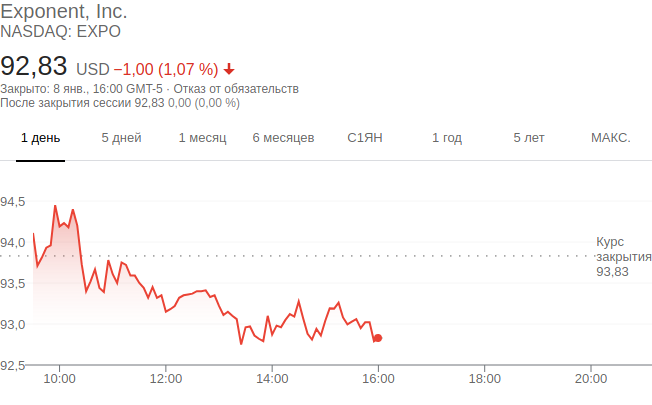 Exponent, Inc.
NASDAQ: EXPO
92,83 USD −1,00 (1,07 %)
Закрыто: 8 янв., 16:00 GMT-5 · Отказ от обязательств
После закрытия сессии 92,83 0,00 (0,00 %)
1 день 5 дней 1 месяц 6 месяцев С1ЯН 1 год 5 лет МАКС.
94,5
94,0
Курс
закрытия
93,83
93,5
93,0
92,5
10:00 12:00 14:00 16:00 18:00 20:00